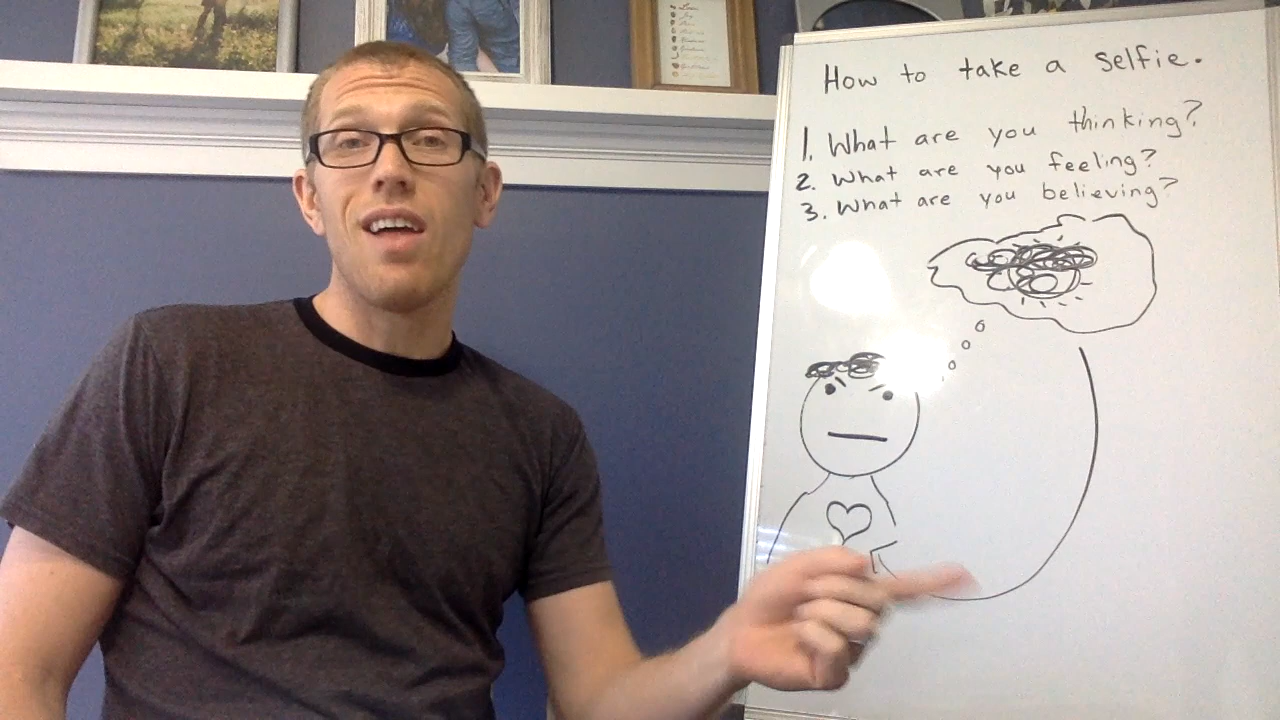 How to take a selfie.
1. What are you thinking?
2. What are you feeling?
3. What are you believing?